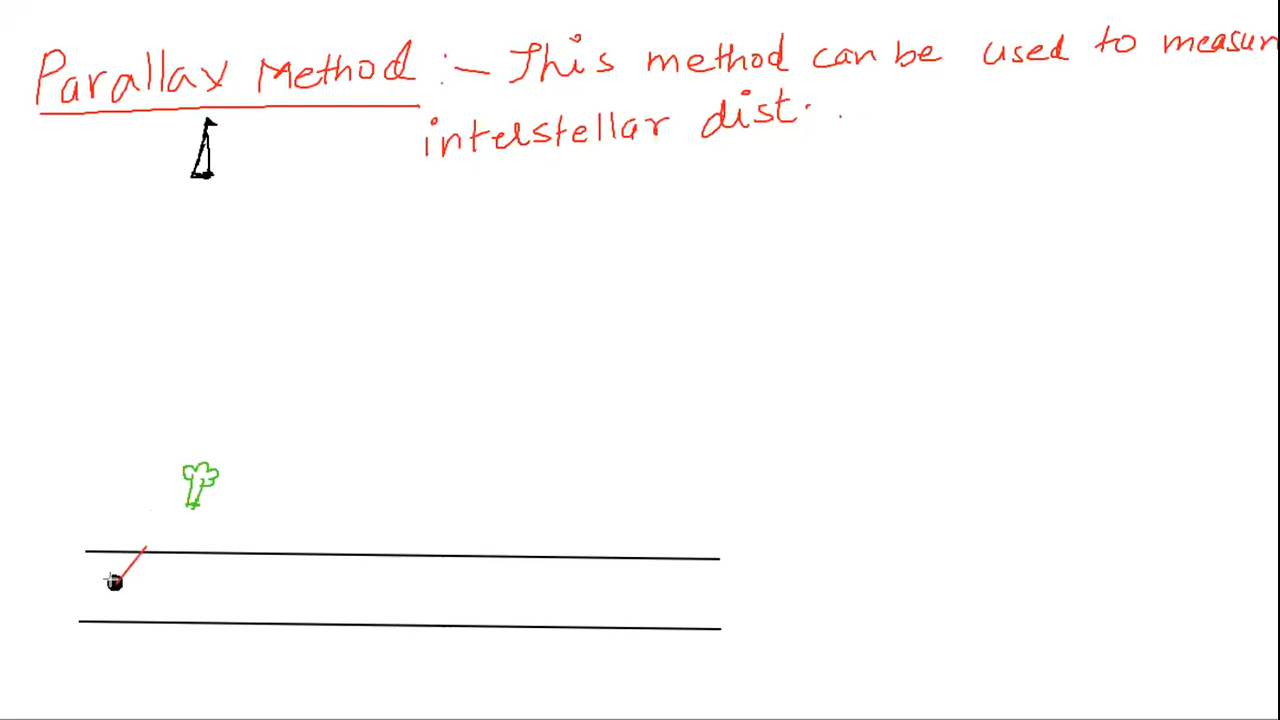 Parallax Method :- This method can be used to measur
interstellar dist.